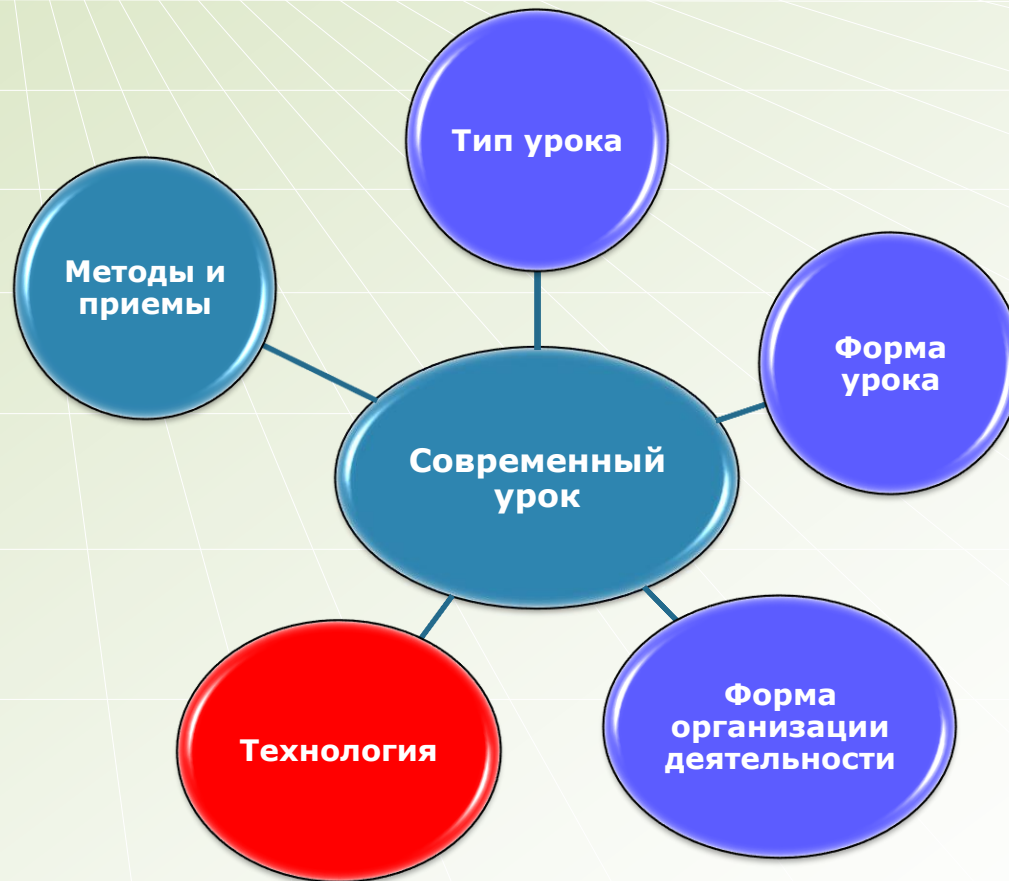 Тип урока
Методы и
приемы
Форма
урока
Современный
урок
Форма
организации
деятельности
Технология